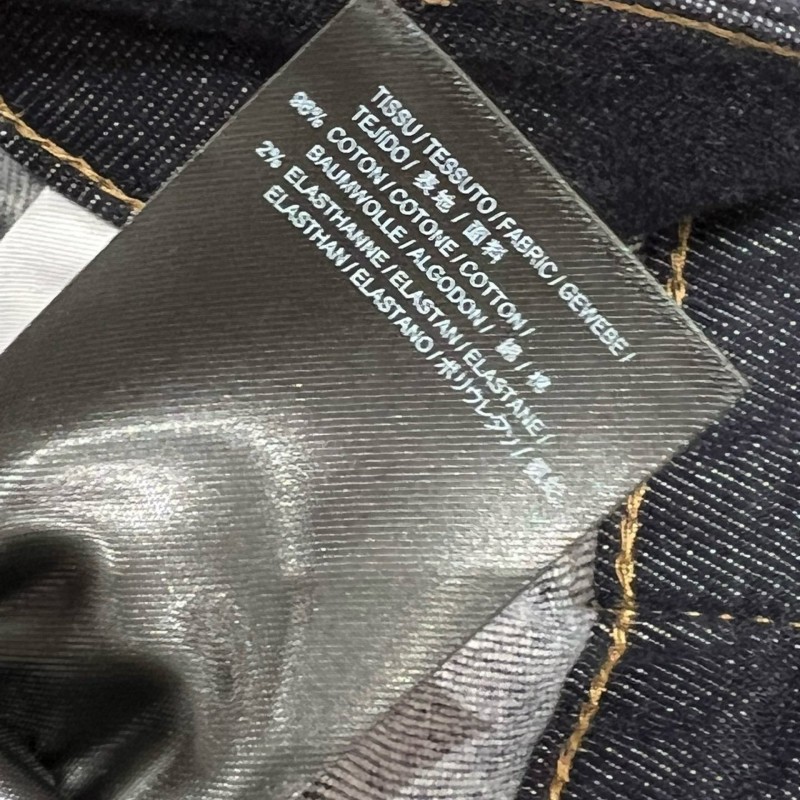 TISSU / TESSUTO / FABRIC / GEWEBE /
TEJIDO / 表地 / 面料
98% COTON / COTONE / COTTON /
BAUMWOLLE / ALGODON / 綿 / 棉
2% ELASTHANNE / ELASTAN / ELASTANE /
ELASTHAN / ELASTANO / ポリウレタン /